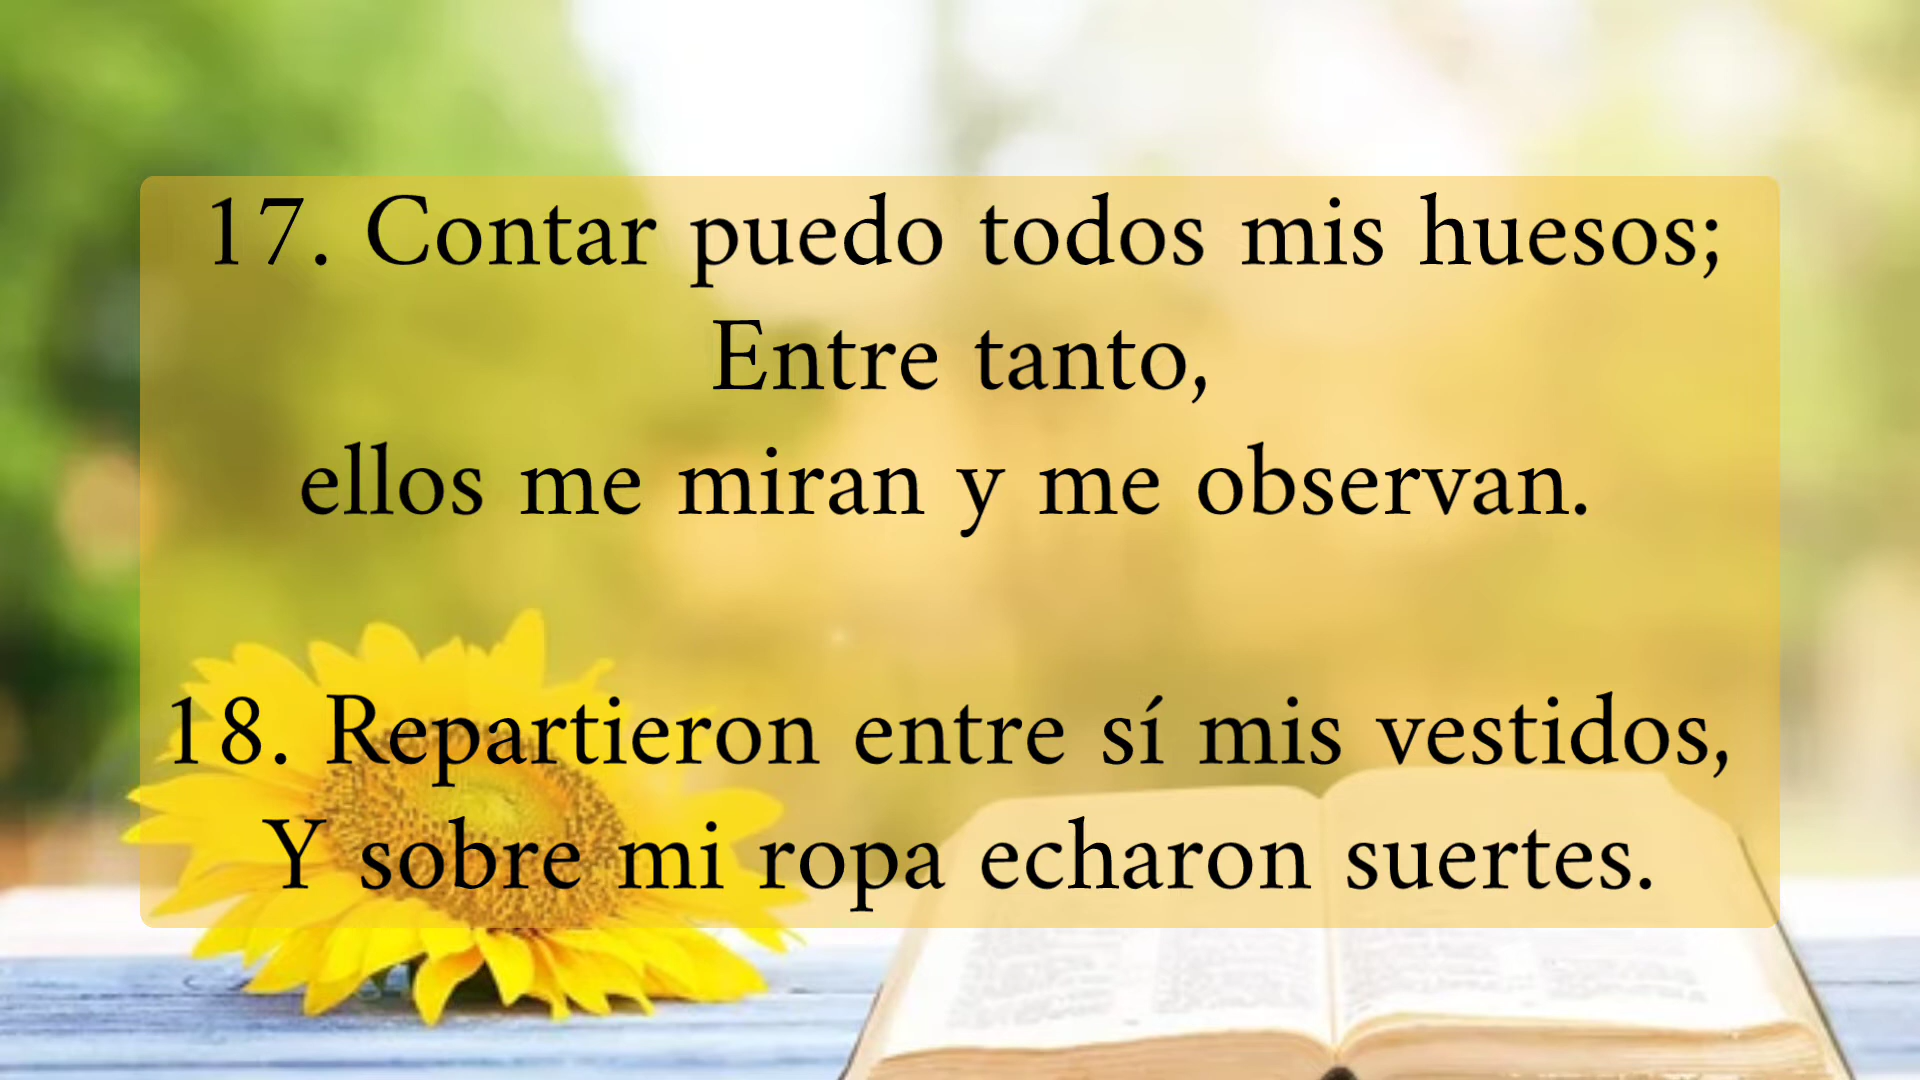 17. Contar puedo todos mis huesos;
Entre tanto,
ellos me miran y me observan.
18. Repartieron entre sí mis vestidos,
Y sobre mi ropa echaron suertes.